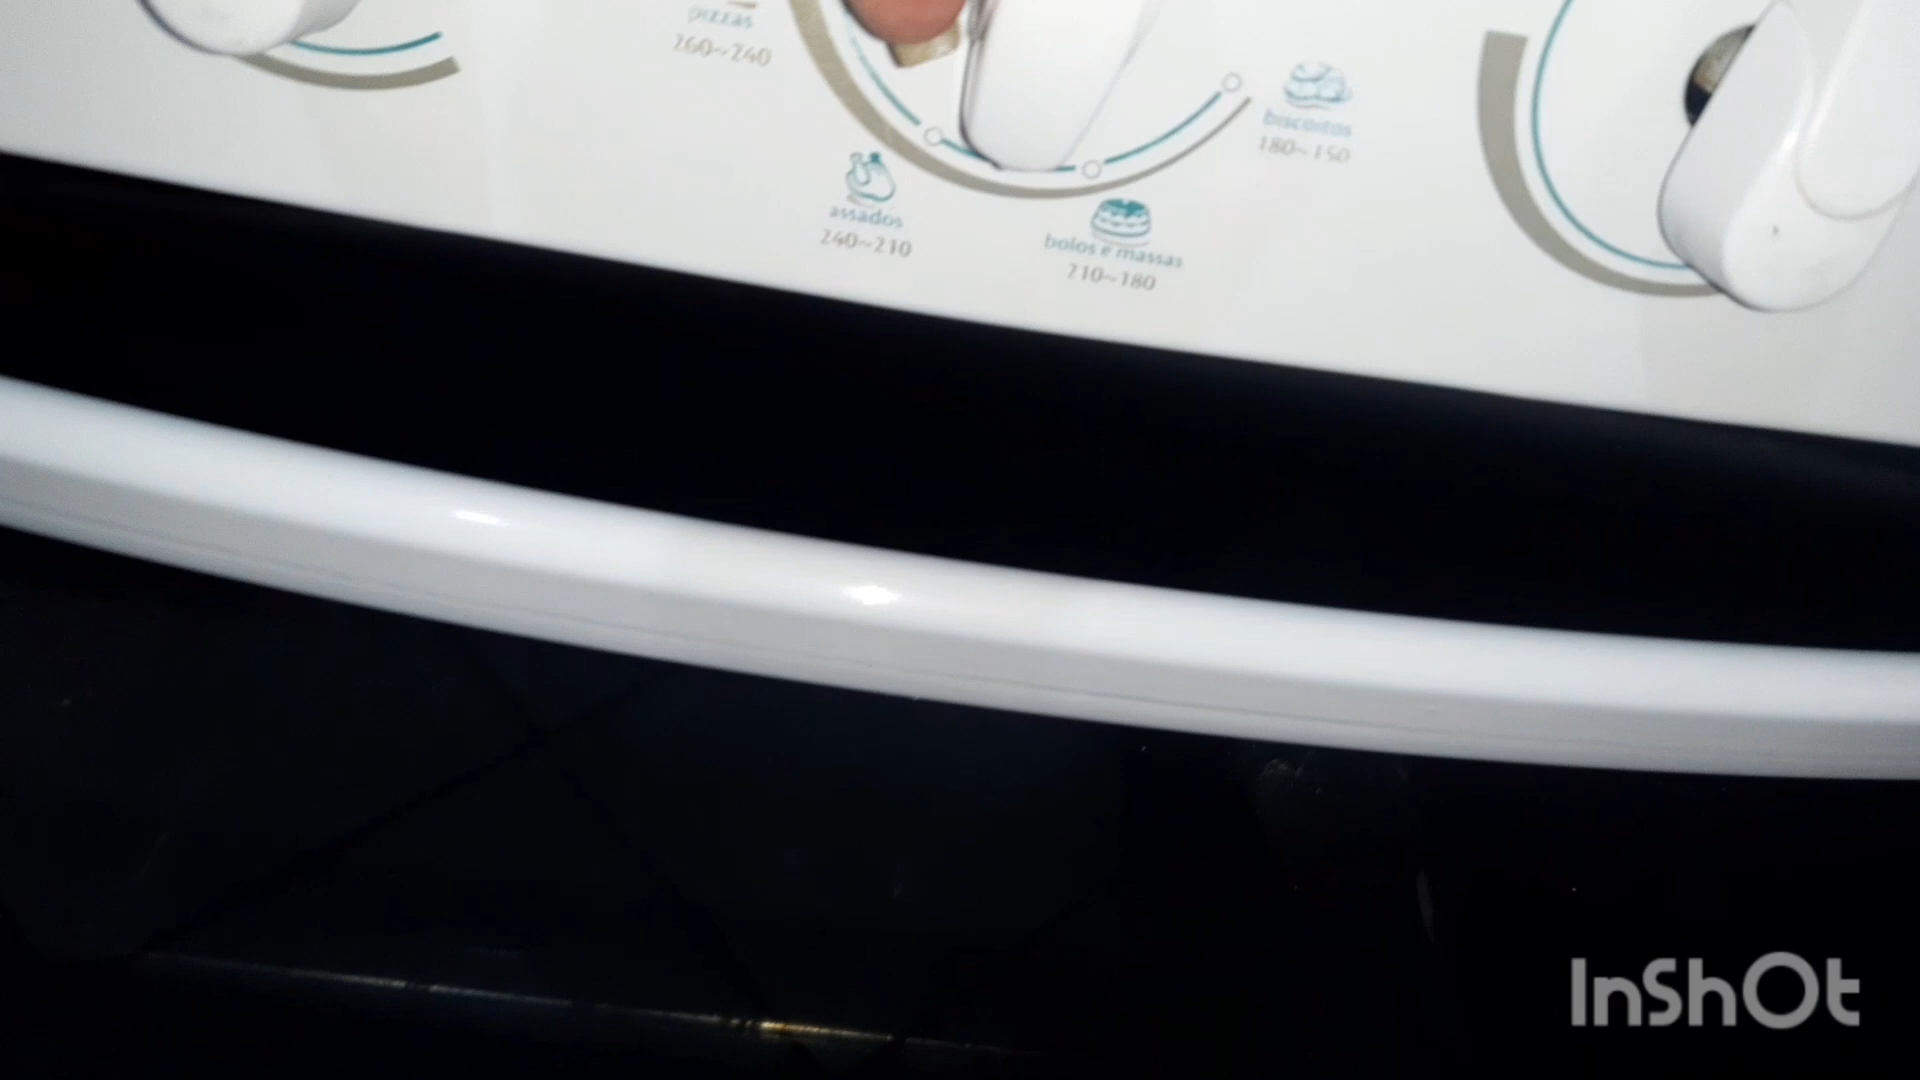 pizzas
260~240
assados
240~210
bolos e massas
210~180
biscoitos
180~150
InShOt